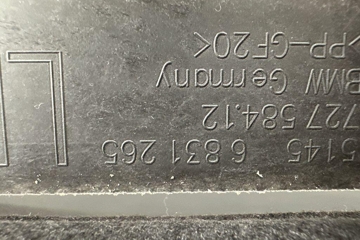 5145 6 831 265
727 584.12
BMW Germany
>PP-GF20<
L